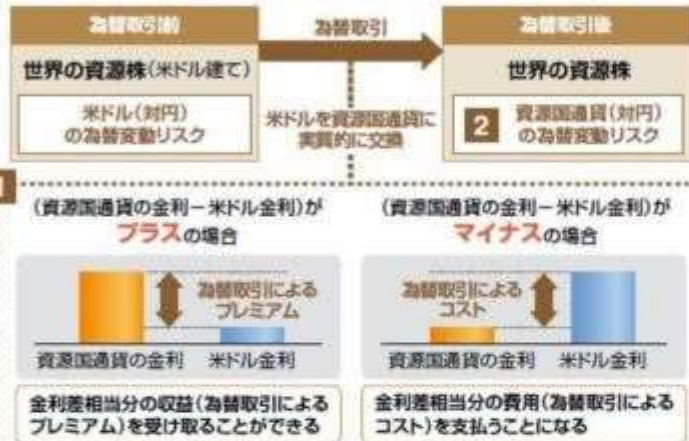 為替取引前
為替取引
為替取引後
世界の資源株(米ドル建て)
世界の資源株
米ドル(対円)
の為替変動リスク
米ドルを資源国通貨に
実質的に交換
2 資源国通貨(対円)
の為替変動リスク
(資源国通貨の金利-米ドル金利)が
プラスの場合
(資源国通貨の金利-米ドル金利)が
マイナスの場合
為替取引による
プレミアム
為替取引による
コスト
資源国通貨の金利 米ドル金利
資源国通貨の金利 米ドル金利
金利差相当分の収益(為替取引による
プレミアム)を受け取ることができる
金利差相当分の費用(為替取引による
コスト)を支払うことになる